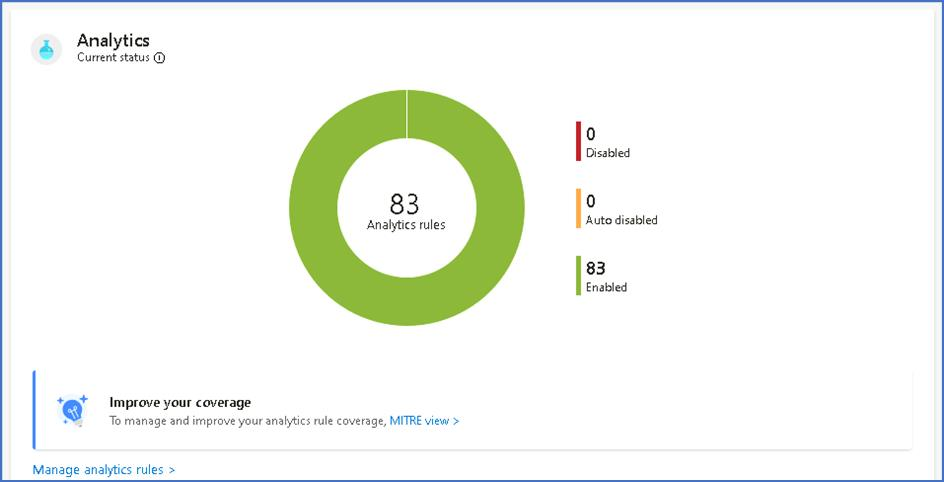 Analytics
Current status
83
Analytics rules
0
Disabled
0
Auto disabled
83
Enabled
Improve your coverage
To manage and improve your analytics rule coverage, MITRE view >
Manage analytics rules >